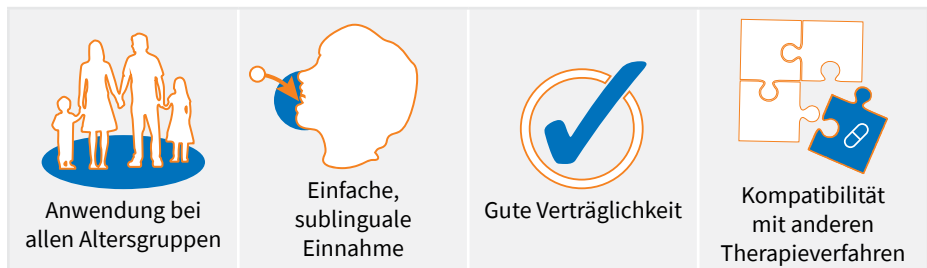 Anwendung bei
allen Altersgruppen
Einfache,
sublinguale
Einnahme
Gute Verträglichkeit
Kompatibilität
mit anderen
Therapieverfahren